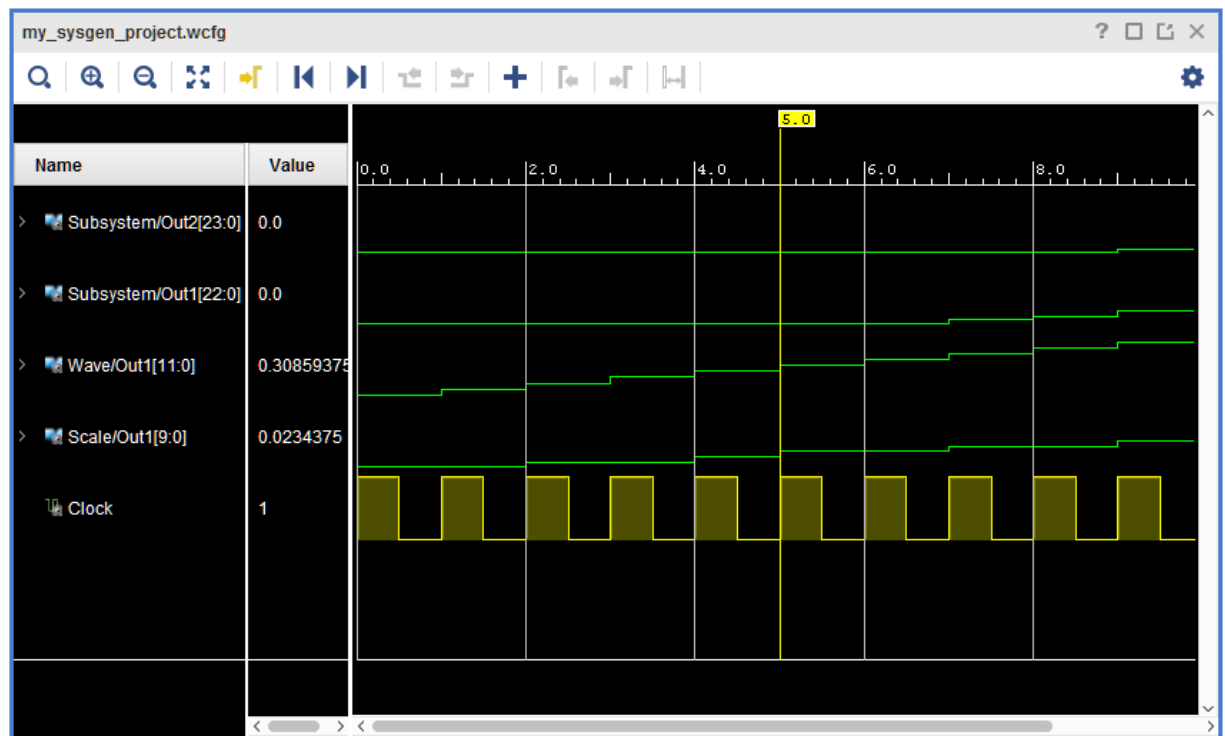 my_sysgen_project.wcfg
5.0
Name Value 0.0 2.0 4.0 6.0 8.0
Subsystem/Out2[23:0] 0.0
Subsystem/Out1[22:0] 0.0
Wave/Out1[11:0] 0.30859375
Scale/Out1[9:0] 0.0234375
Clock 1